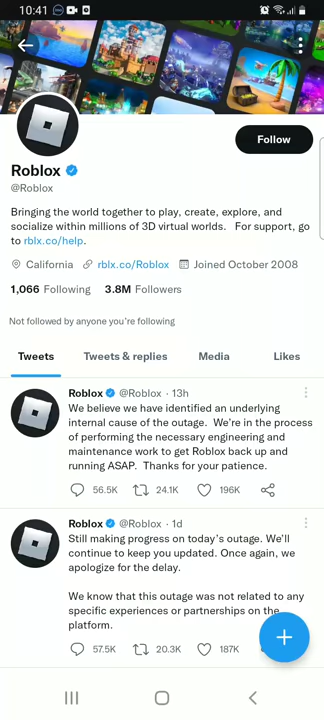 10:41
Roblox
Follow
@Roblox
Bringing the world together to play, create, explore, and
socialize within millions of 3D virtual worlds. For support, go
to rblx.co/help.
California rblx.co/Roblox Joined October 2008
1,066 Following 3.8M Followers
Not followed by anyone you're following
Tweets Tweets & replies Media Likes
Roblox @Roblox · 13h
We believe we have identified an underlying
internal cause of the outage. We're in the process
of performing the necessary engineering and
maintenance work to get Roblox back up and
running ASAP. Thanks for your patience.
56.5K 24.1K 196K
Roblox @Roblox · 1d
Still making progress on today's outage. We'll
continue to keep you updated. Once again, we
apologize for the delay.
We know that this outage was not related to any
specific experiences or partnerships on the
platform.
57.5K 20.3K 187K